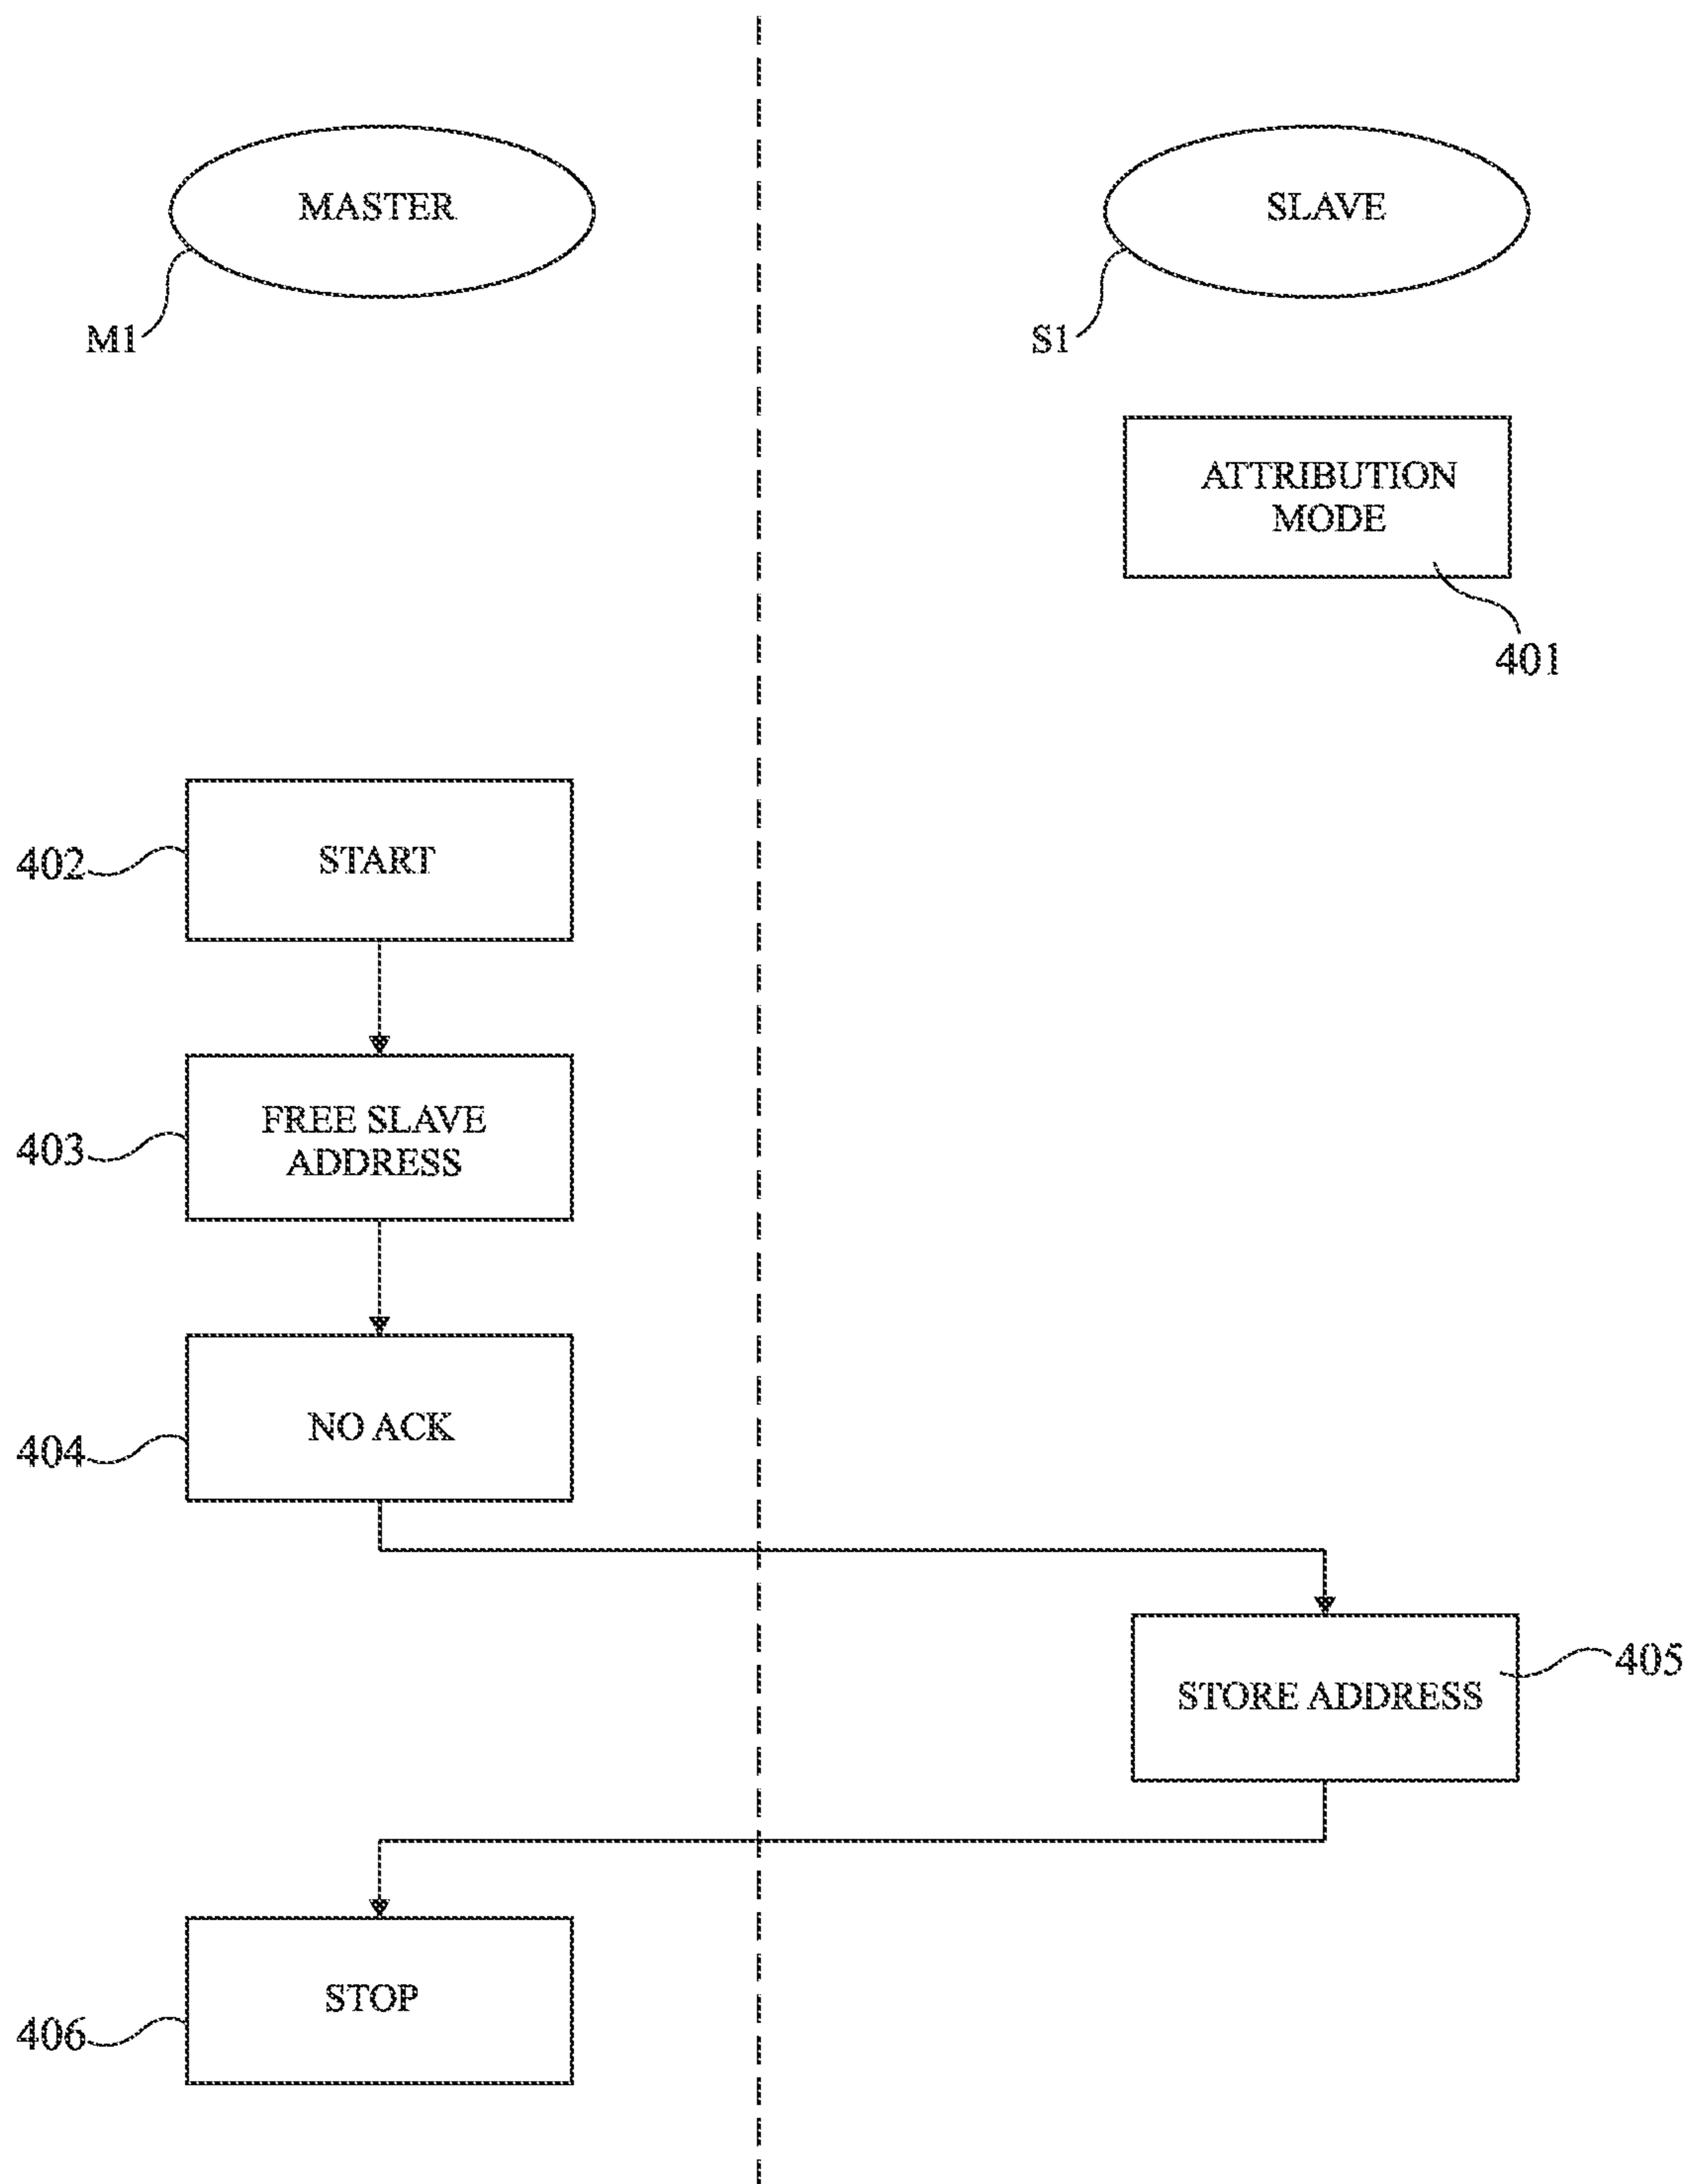 MASTER
SLAVE
M1
S1
ATTRIBUTION
MODE
401
START
402
FREE SLAVE
ADDRESS
403
NO ACK
404
STORE ADDRESS
405
STOP
406